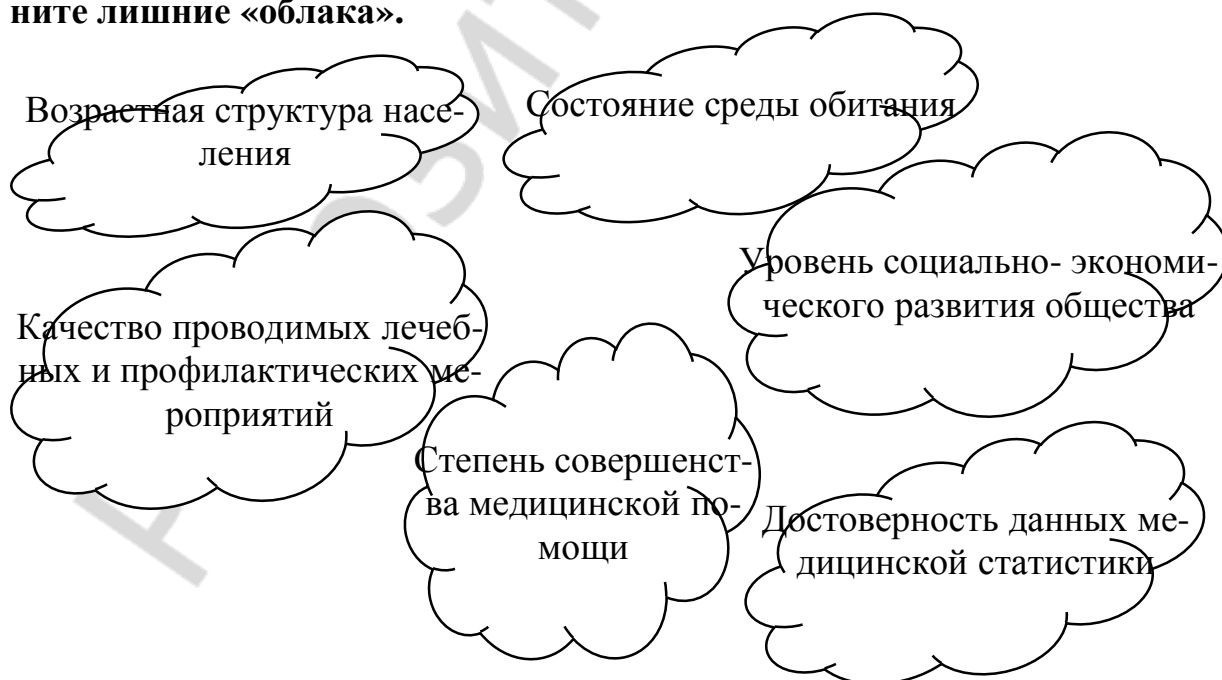 ните лишние «облака».
Возрастная структура насе-
ления
Состояние среды обитания
Уровень социально- экономи-
ческого развития общества
Качество проводимых лечеб-
ных и профилактических ме-
роприятий
Степень совершенст-
ва медицинской по-
мощи
Достоверность данных ме-
дицинской статистики